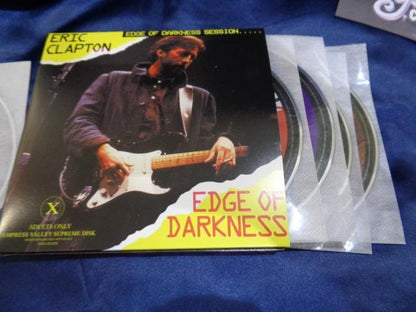 ERIC
CLAPTON
EDGE OF DARKNESS SESSION.....
EDGE OF
DARKNESS
X
ADULTS ONLY
EMPRESS VALLEY SUPREME DISK